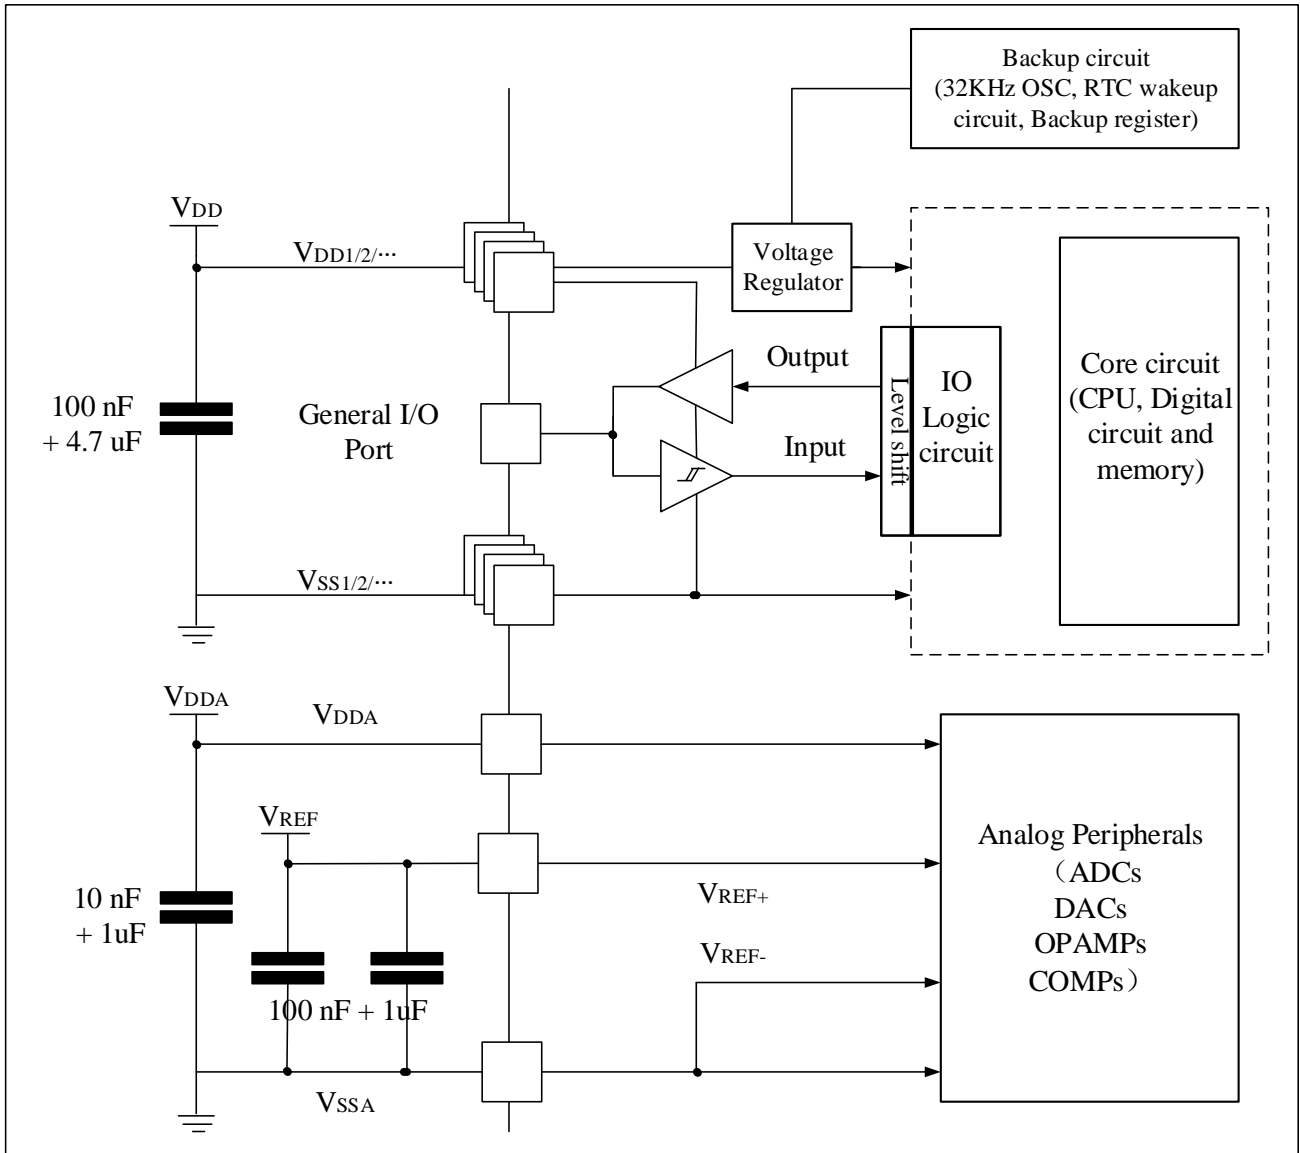 Backup circuit
(32KHz OSC, RTC wakeup
circuit, Backup register)
VDD
VDD1/2/···
Voltage
Regulator
100 nF
+ 4.7 uF
General I/O
Port
Output
Input
Level shift
IO
Logic
circuit
Core circuit
(CPU, Digital
circuit and
memory)
VSS1/2/···
VDDA
VDDA
VREF
10 nF
+ 1uF
100 nF + 1uF
VREF+
VREF-
VSSA
Analog Peripherals
（ADCs
DACs
OPAMPs
COMPs）